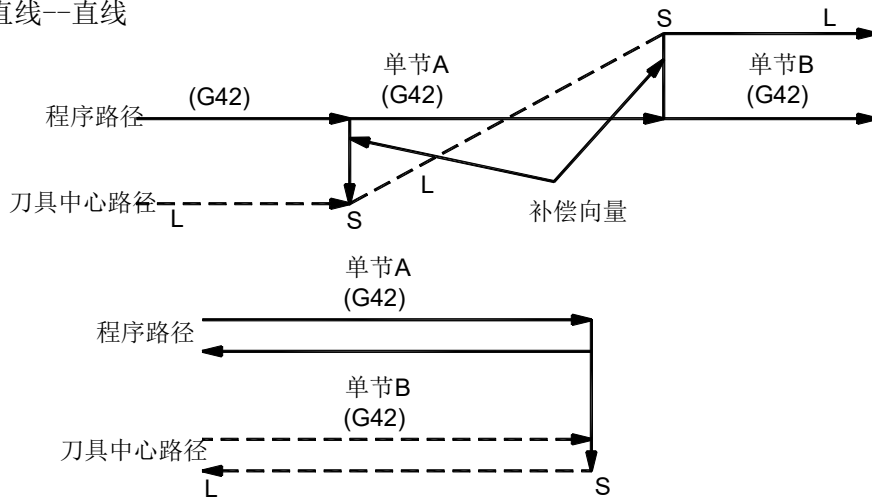 直线--直线
S
L
单节A
(G42)
单节B
(G42)
(G42)
程序路径
L
补偿向量
刀具中心路径
L
S
单节A
(G42)
程序路径
单节B
(G42)
刀具中心路径
L
S